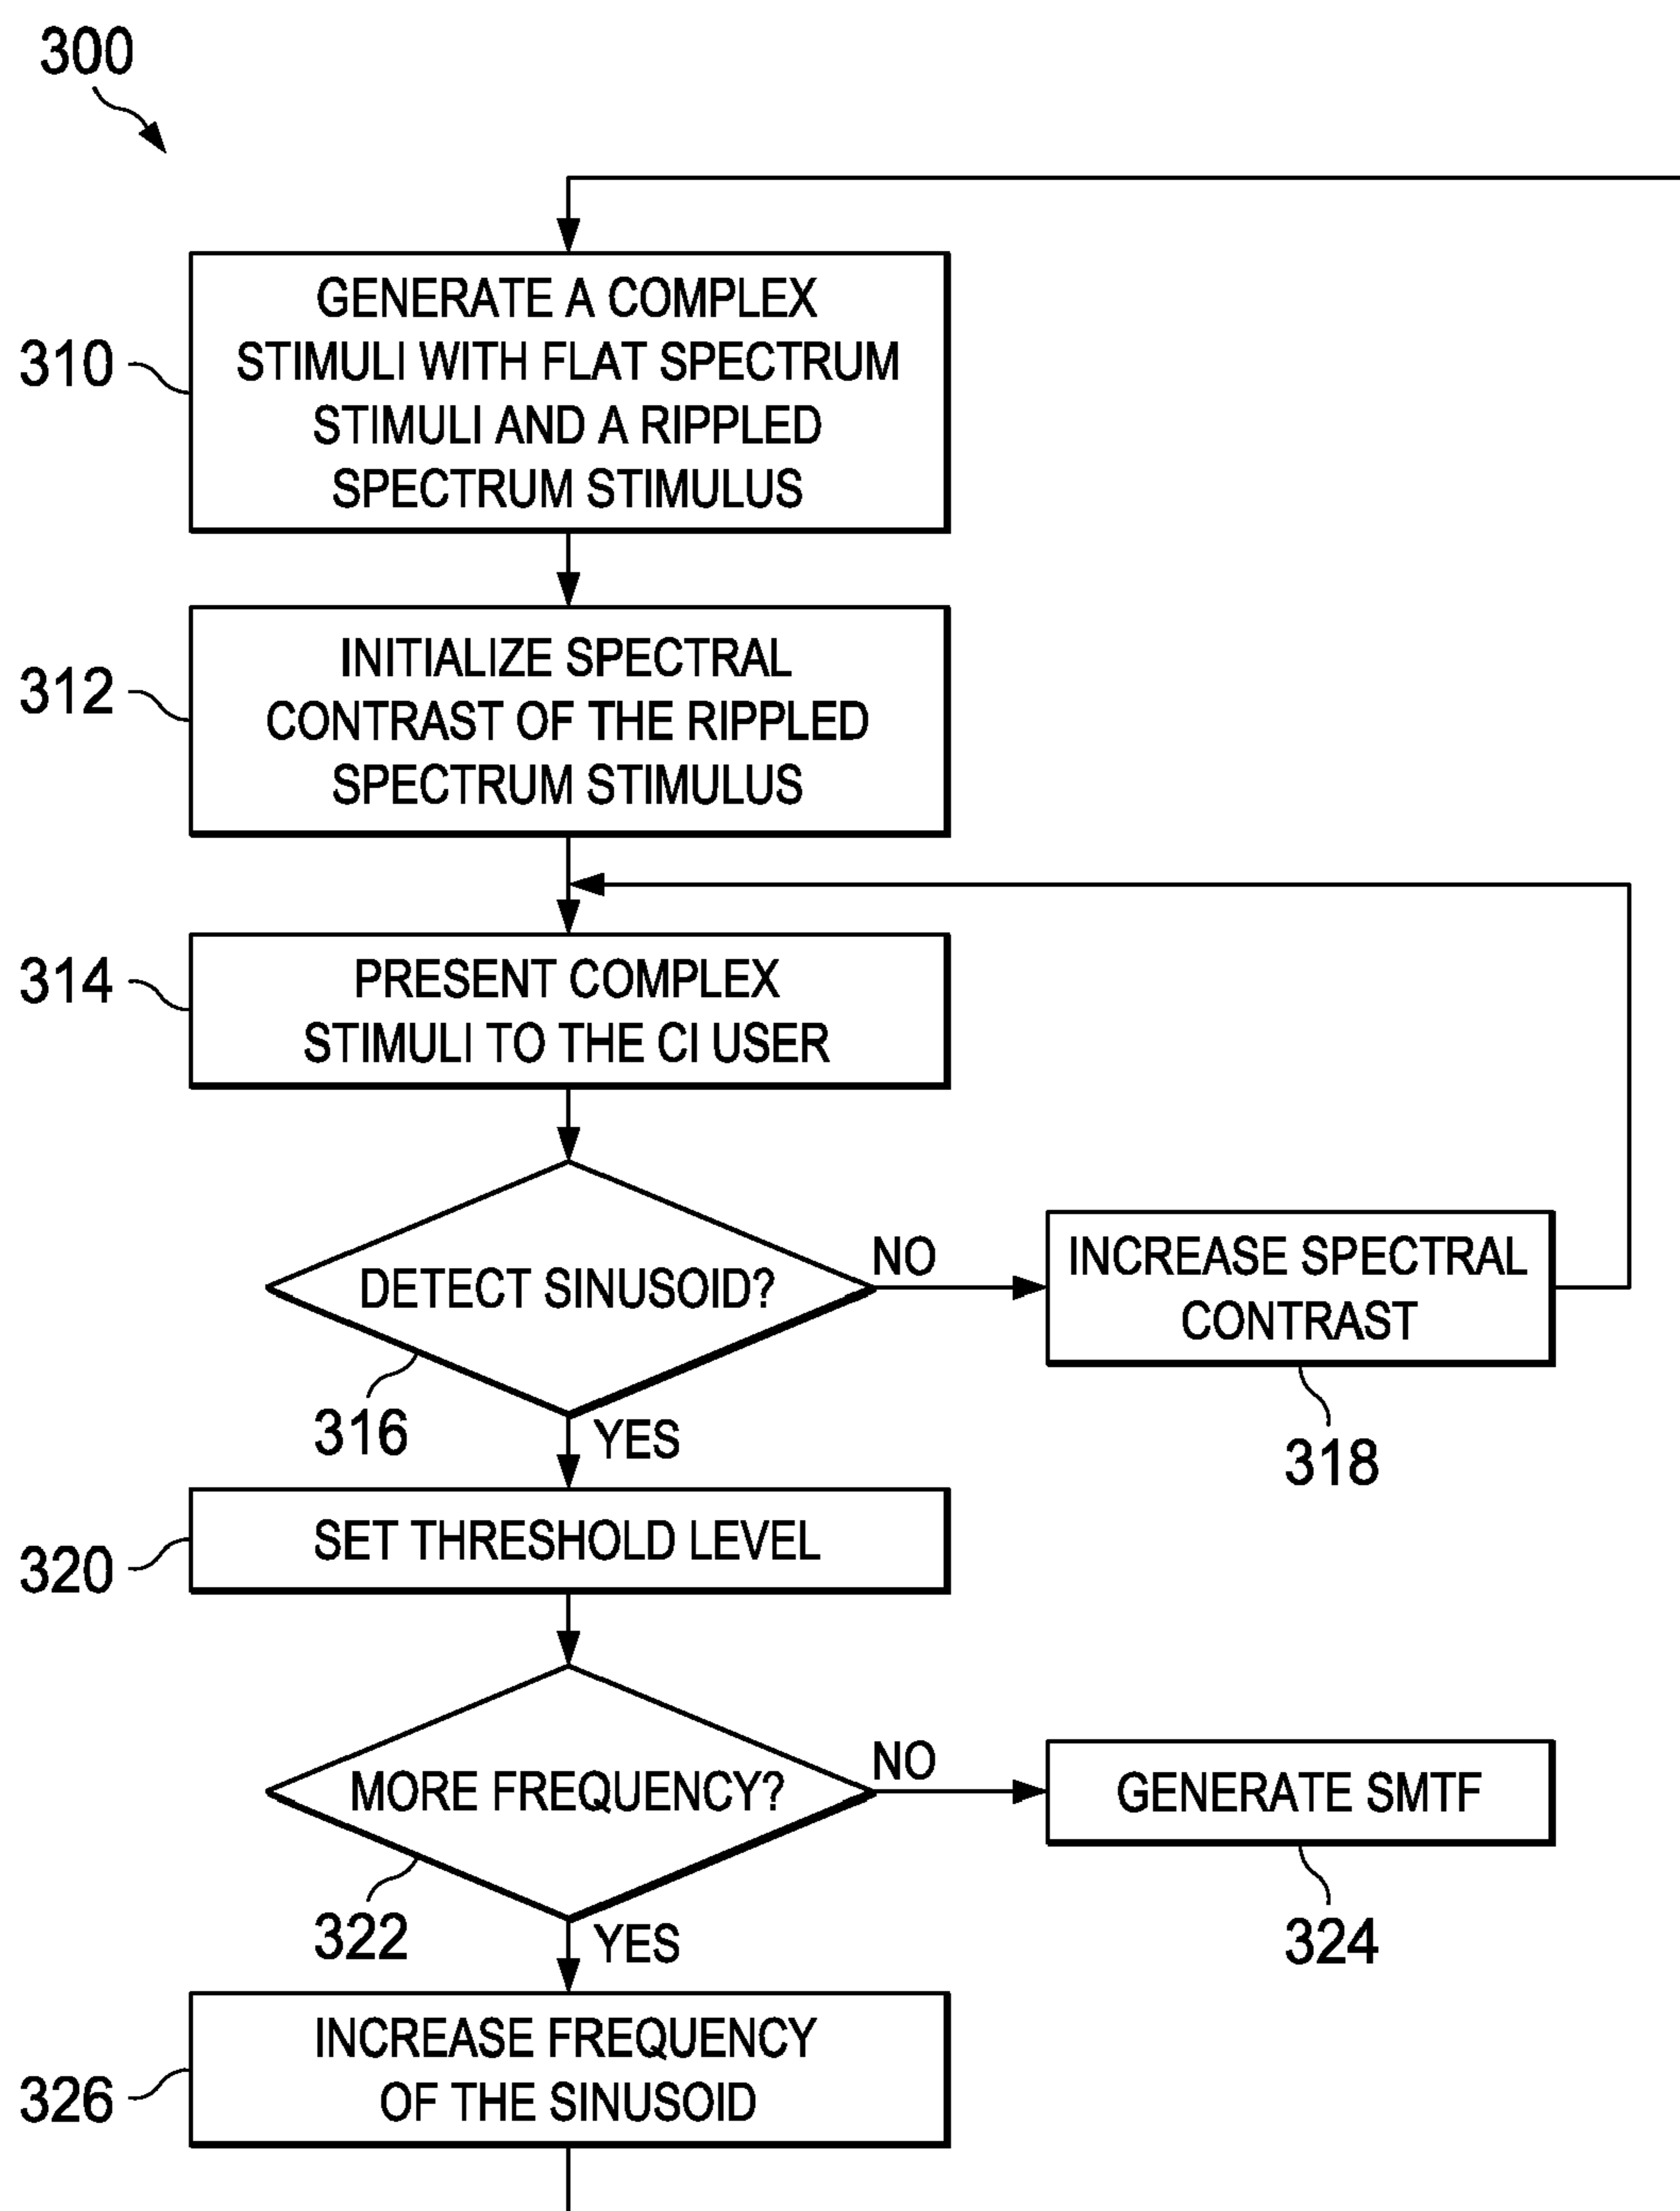 300
310
GENERATE A COMPLEX
STIMULI WITH FLAT SPECTRUM
STIMULI AND A RIPPLED
SPECTRUM STIMULUS
312
INITIALIZE SPECTRAL
CONTRAST OF THE RIPPLED
SPECTRUM STIMULUS
314
PRESENT COMPLEX
STIMULI TO THE CI USER
DETECT SINUSOID?
316
NO
INCREASE SPECTRAL
CONTRAST
318
YES
320
SET THRESHOLD LEVEL
MORE FREQUENCY?
322
NO
GENERATE SMTF
324
YES
326
INCREASE FREQUENCY
OF THE SINUSOID